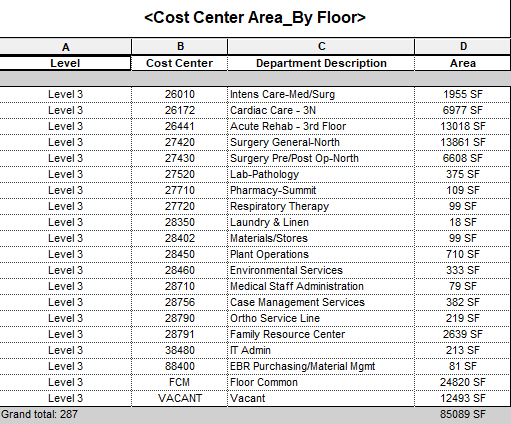 <Cost Center Area_By Floor>
A B C D
Level Cost Center Department Description Area
Level 3 26010 Intens Care-Med/Surg 1955 SF
Level 3 26172 Cardiac Care - 3N 6977 SF
Level 3 26441 Acute Rehab - 3rd Floor 13018 SF
Level 3 27420 Surgery General-North 13861 SF
Level 3 27430 Surgery Pre/Post Op-North 6608 SF
Level 3 27520 Lab-Pathology 375 SF
Level 3 27710 Pharmacy-Summit 109 SF
Level 3 27720 Respiratory Therapy 99 SF
Level 3 28350 Laundry & Linen 18 SF
Level 3 28402 Materials/Stores 99 SF
Level 3 28450 Plant Operations 710 SF
Level 3 28460 Environmental Services 333 SF
Level 3 28710 Medical Staff Administration 79 SF
Level 3 28756 Case Management Services 382 SF
Level 3 28790 Ortho Service Line 219 SF
Level 3 28791 Family Resource Center 2639 SF
Level 3 38480 IT Admin 213 SF
Level 3 88400 EBR Purchasing/Material Mgmt 81 SF
Level 3 FCM Floor Common 24820 SF
Level 3 VACANT Vacant 12493 SF
Grand total: 287 85089 SF